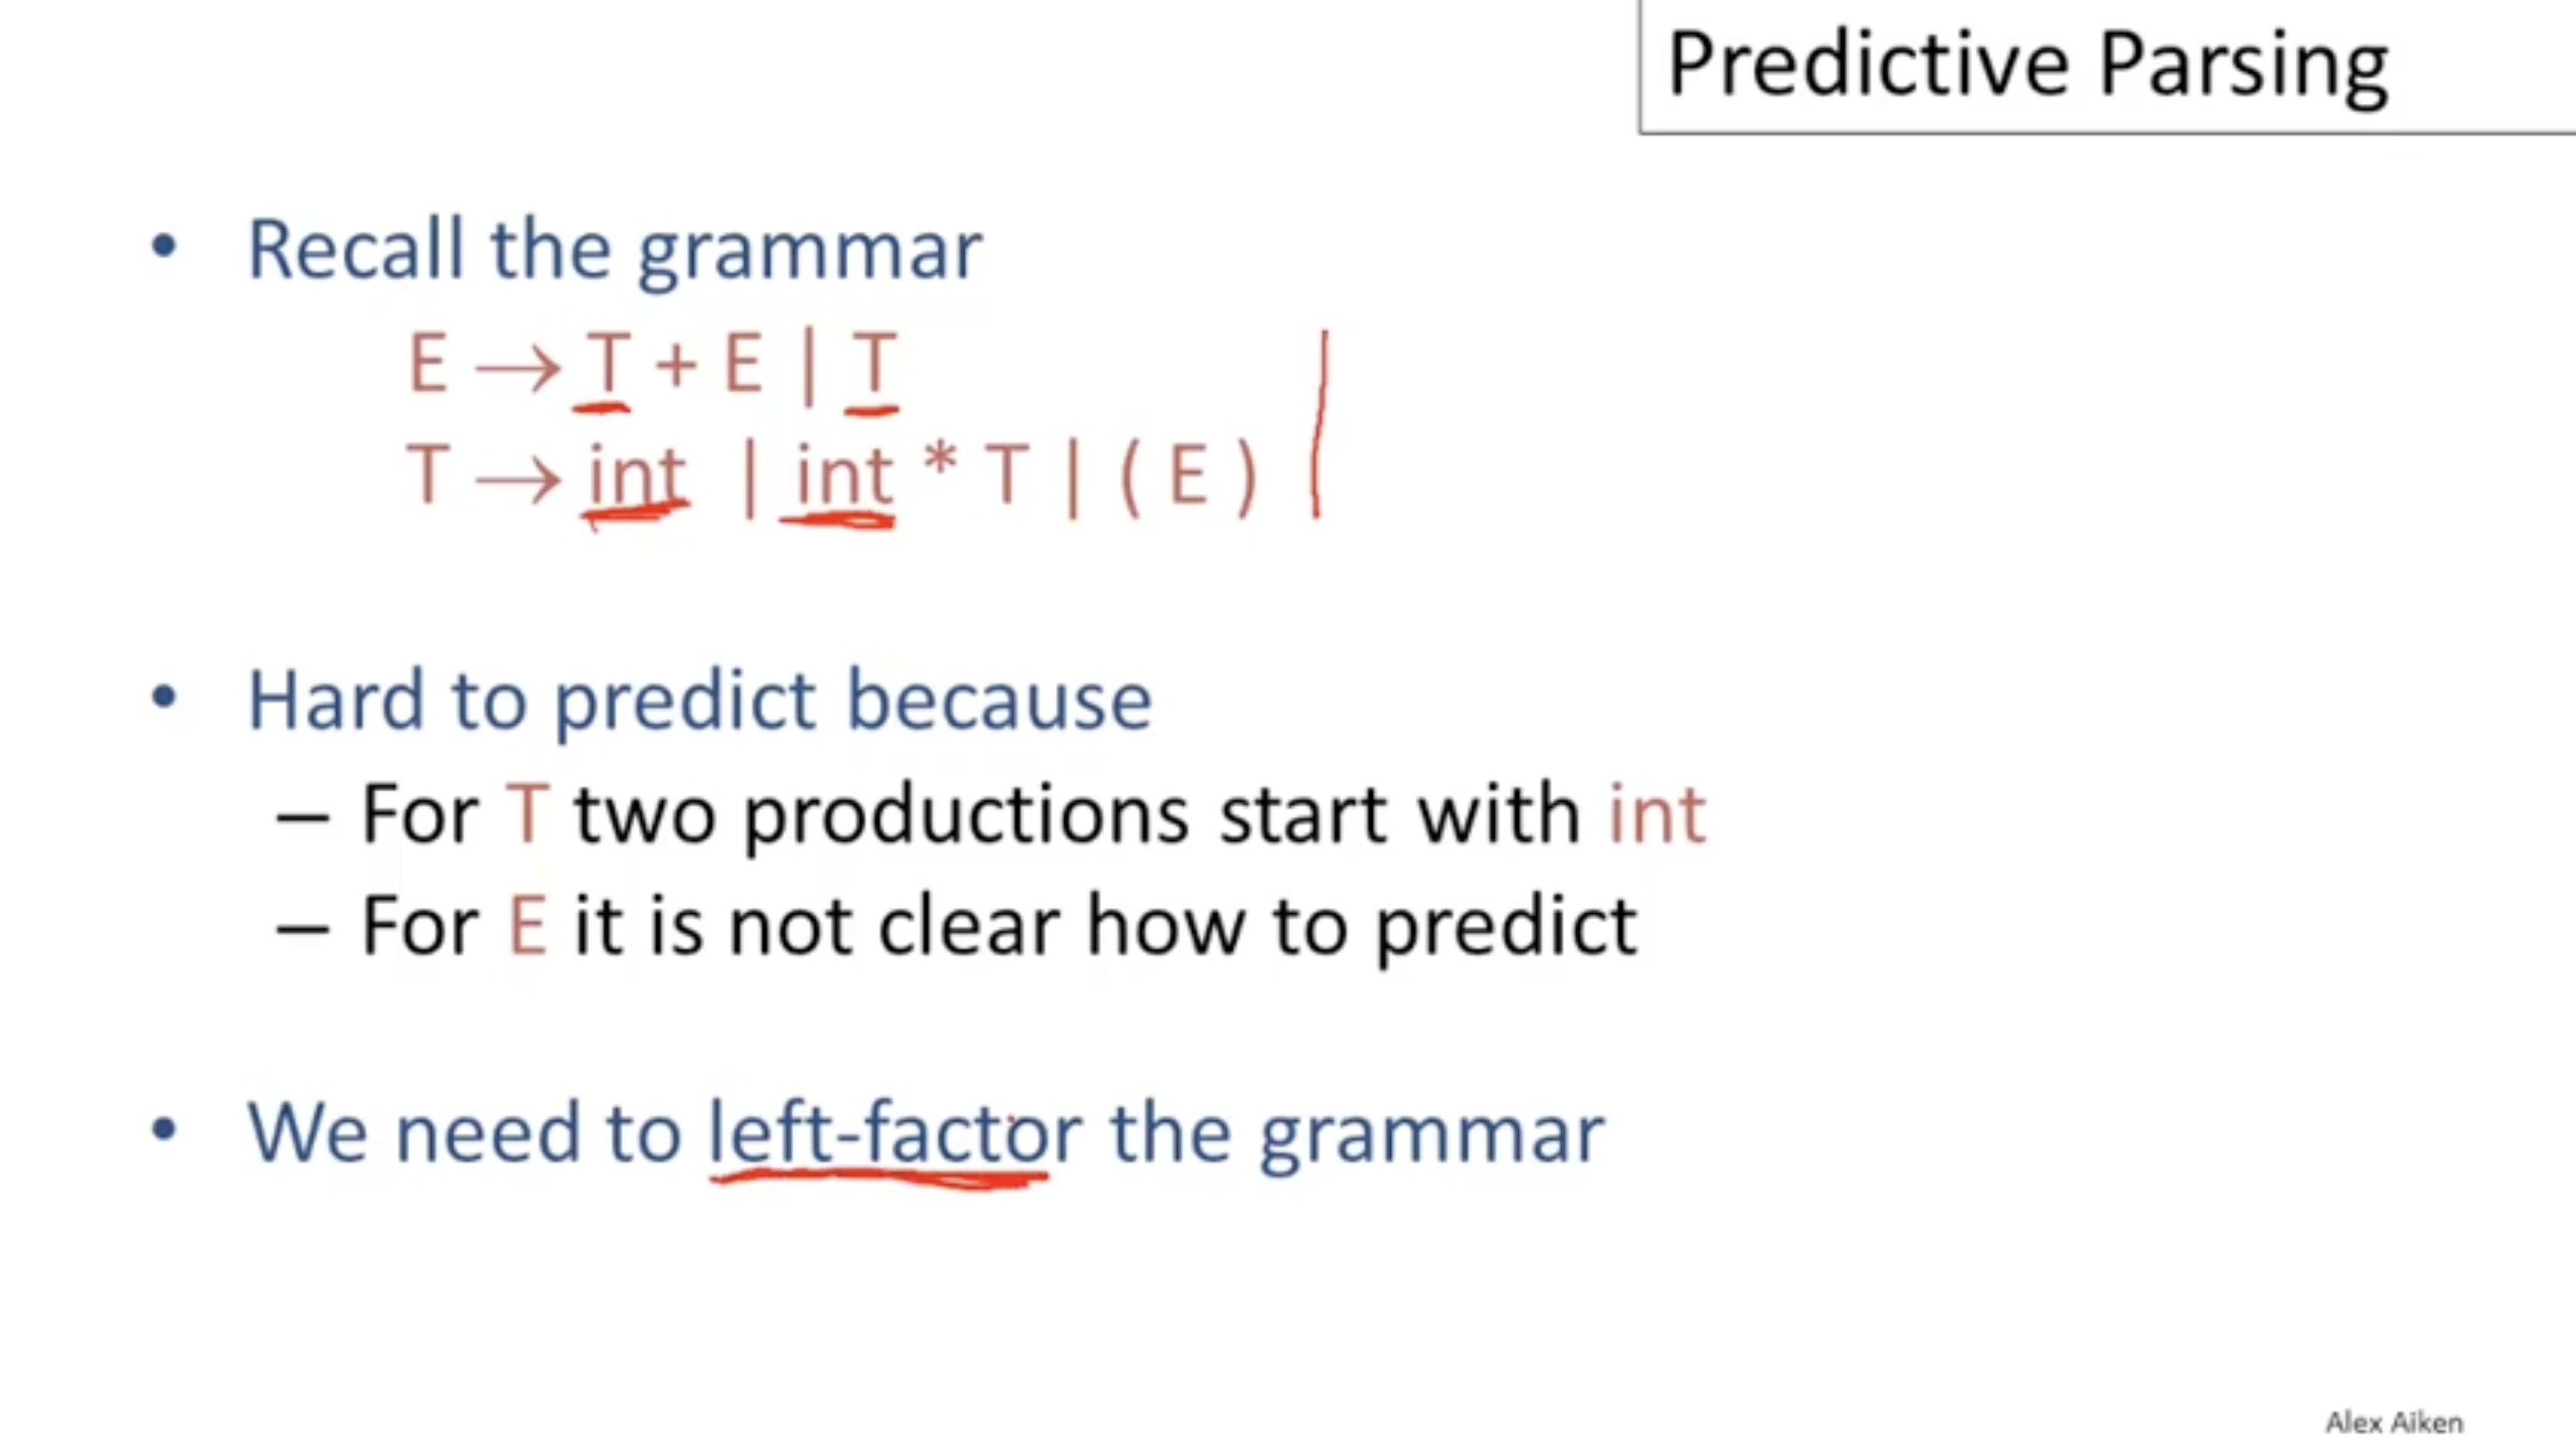 Predictive Parsing
• Recall the grammar
E → T + E | T
T → int | int * T | ( E )
• Hard to predict because
– For T two productions start with int
– For E it is not clear how to predict
• We need to left-factor the grammar
Alex Aiken